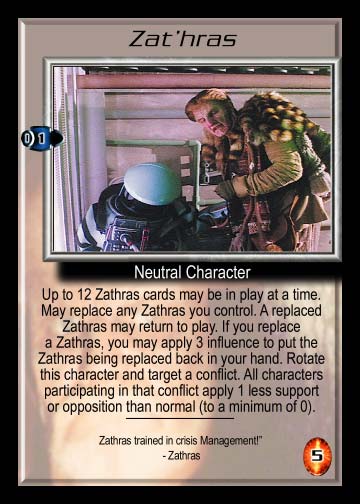 Zat'hras
0 1
Neutral Character
Up to 12 Zathras cards may be in play at a time.
May replace any Zathras you control. A replaced
Zathras may return to play. If you replace
a Zathras, you may apply 3 influence to put the
Zathras being replaced back in your hand. Rotate
this character and target a conflict. All characters
participating in that conflict apply 1 less support
or opposition than normal (to a minimum of 0).
Zathras trained in crisis Management!”
- Zathras
5